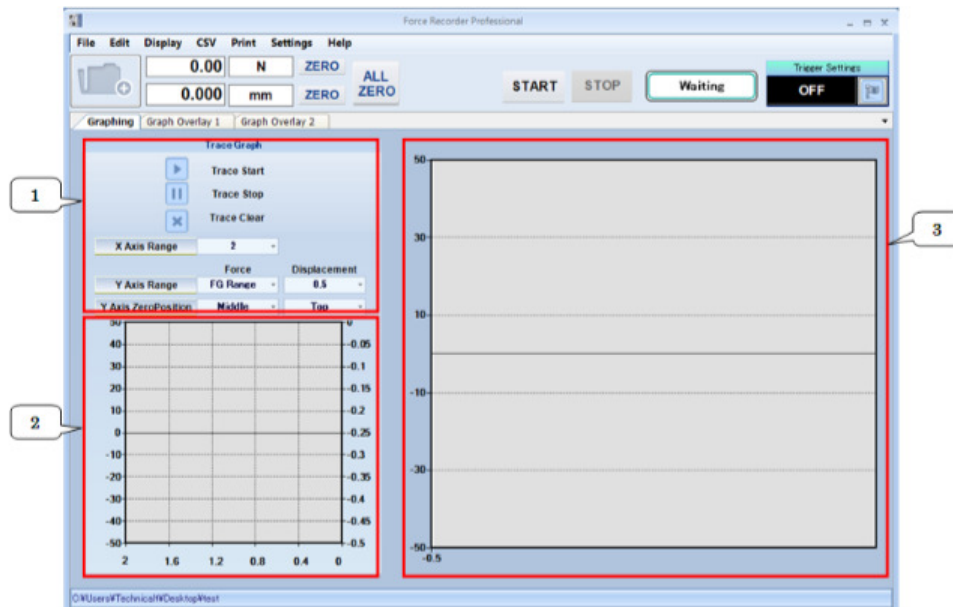 Force Recorder Professional
File Edit Display CSV Print Settings Help
0.00 N ZERO
0.000 mm ZERO
ALL ZERO
START STOP Waiting
Trigger Settings
OFF
Graphing Graph Overlay 1 Graph Overlay 2
Trace Graph
Trace Start
Trace Stop
Trace Clear
X Axis Range 2
Force Displacement
Y Axis Range FG Range 0.5
Y Axis ZeroPosition Middle Top
1
2
3
50 0
40 -0.05
30 -0.1
20 -0.15
10 -0.2
0 -0.25
-10 -0.3
-20 -0.35
-30 -0.4
-40 -0.45
-50 -0.5
2 1.6 1.2 0.8 0.4 0
50
30
10
-10
-30
-50
-0.5
C:¥Users¥Technical¥Desktop¥test